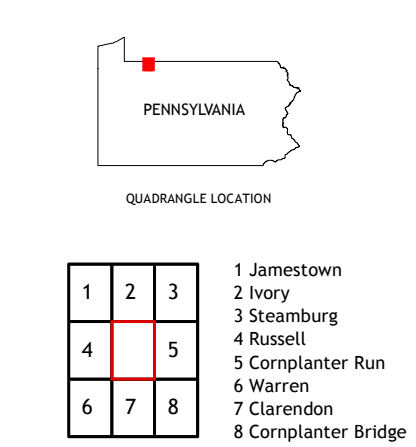 PENNSYLVANIA
QUADRANGLE LOCATION
1 2 3
4 5
6 7 8
1 Jamestown
2 Ivory
3 Steamburg
4 Russell
5 Cornplanter Run
6 Warren
7 Clarendon
8 Cornplanter Bridge